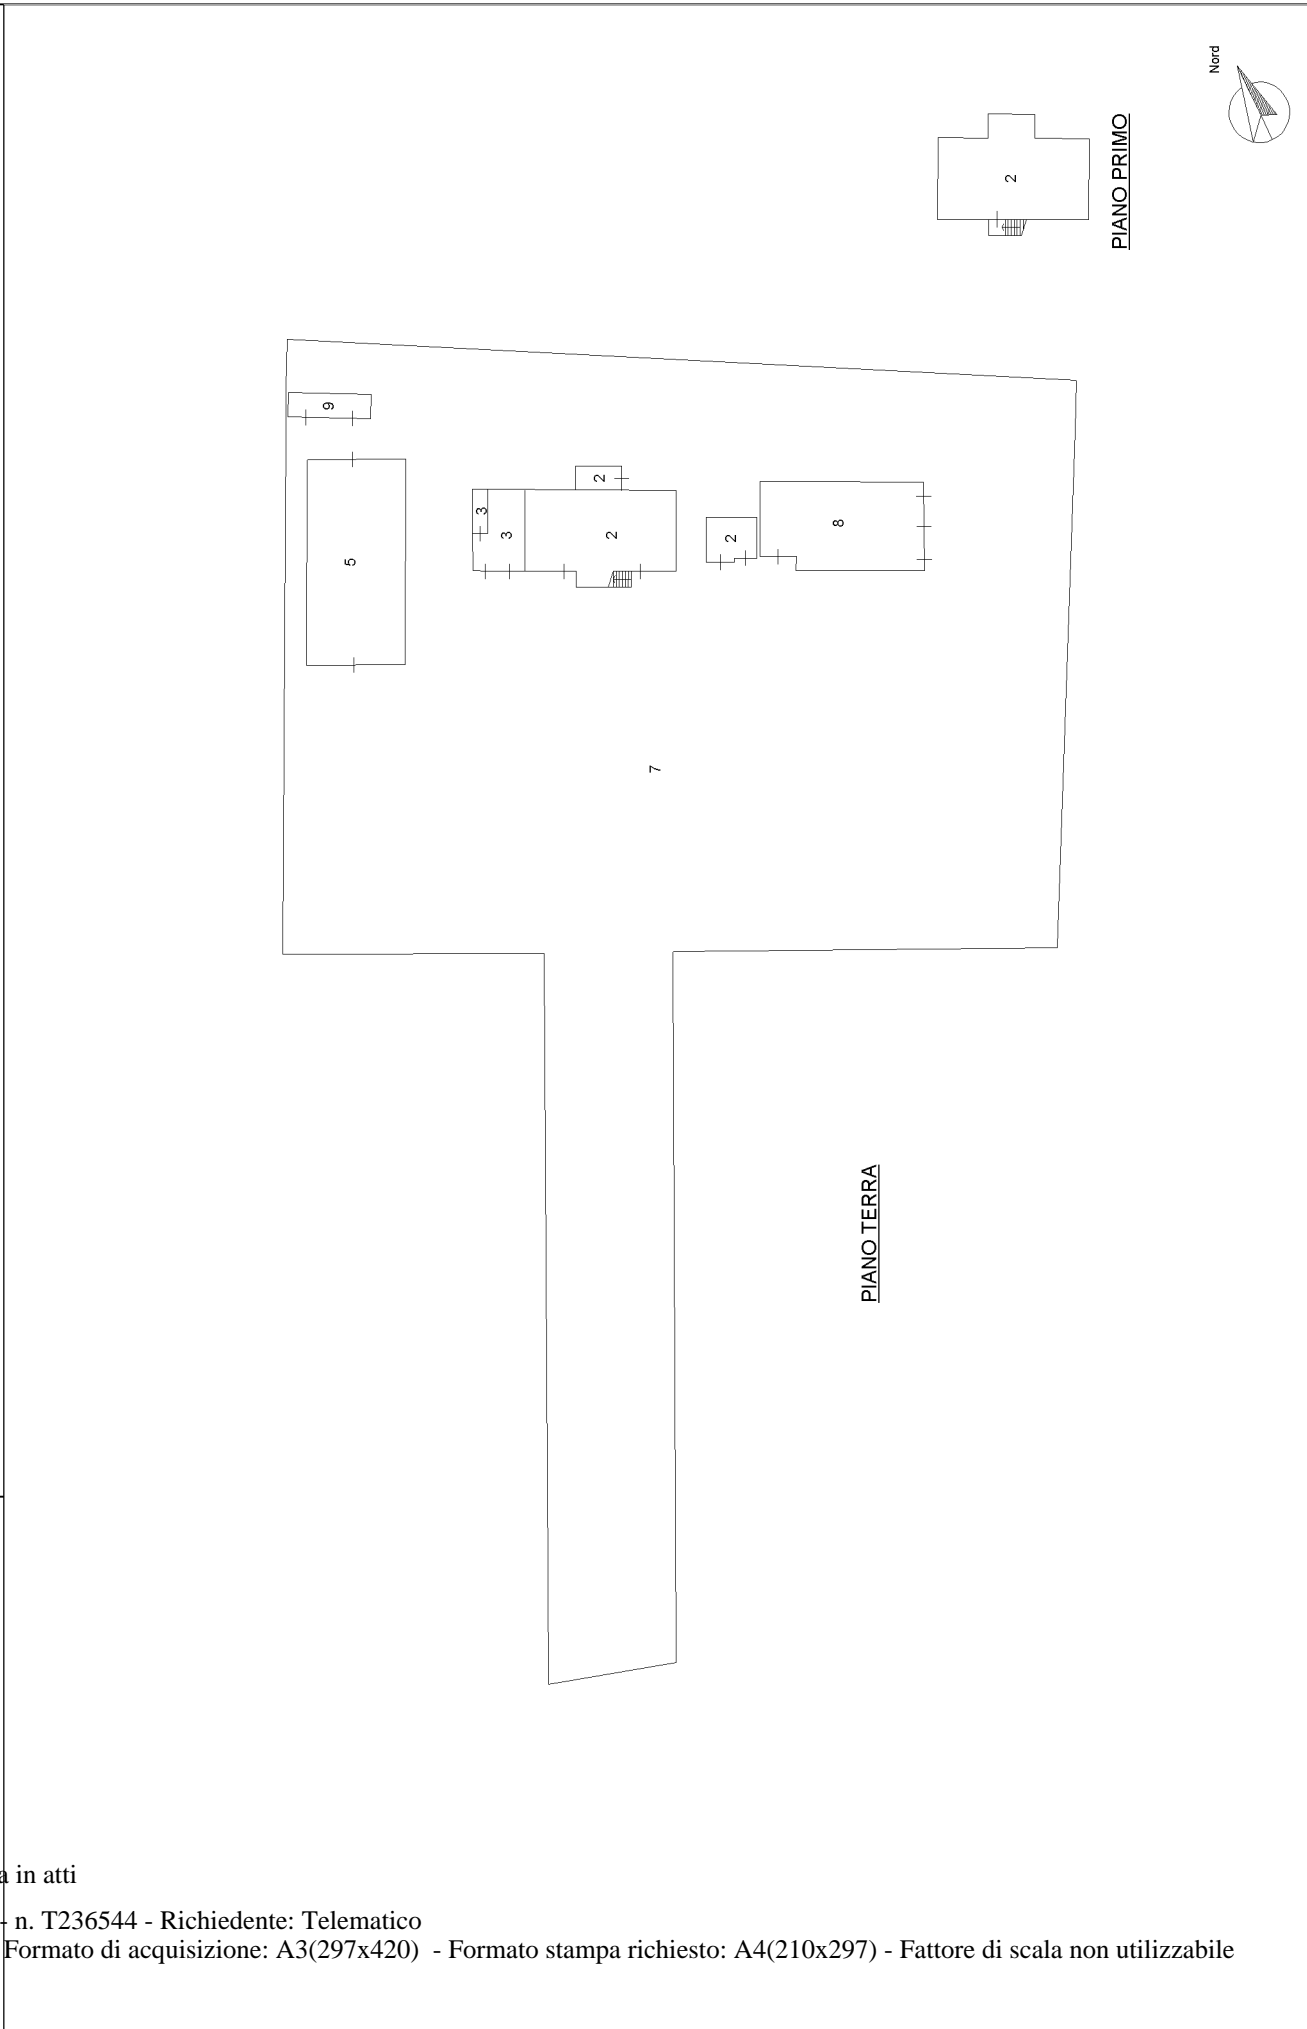 Nord
PIANO PRIMO
2
9
5
3
3
2
2
2
8
7
PIANO TERRA
a in atti
- n. T236544 - Richiedente: Telematico
Formato di acquisizione: A3(297x420) - Formato stampa richiesto: A4(210x297) - Fattore di scala non utilizzabile